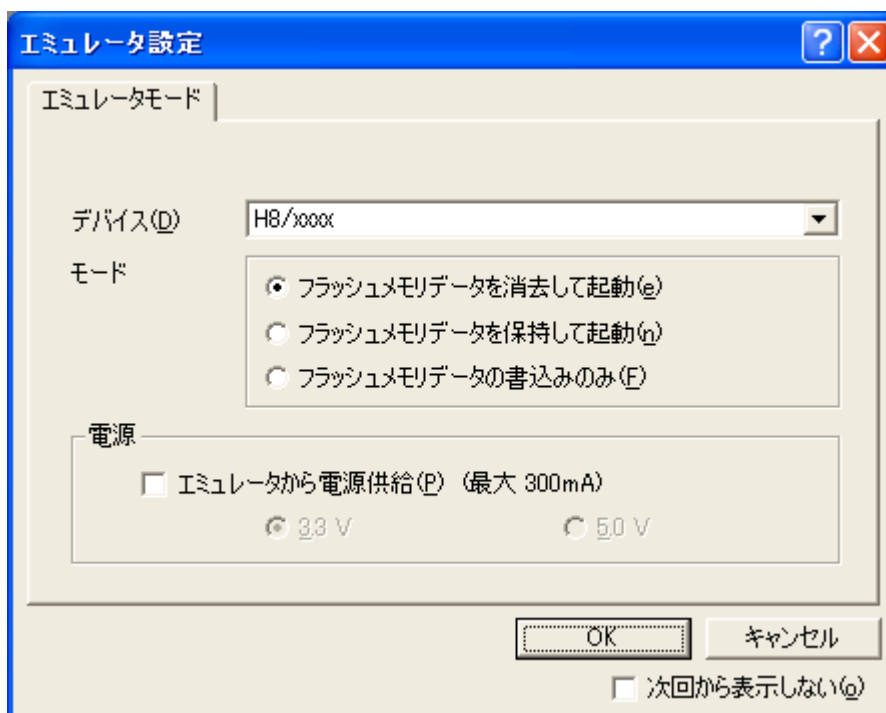 エミュレータ設定
エミュレータモード
デバイス(D) H8/xxxx
モード
フラッシュメモリデータを消去して起動(e)
フラッシュメモリデータを保持して起動(n)
フラッシュメモリデータの書込みのみ(F)
電源
エミュレータから電源供給(P) (最大 300mA)
3.3 V 5.0 V
OK キャンセル
次回から表示しない(o)